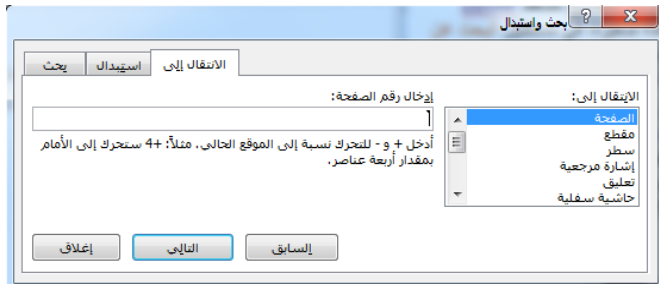 بحث واستبدال
بحث
استبدال
الانتقال إلى
الانتقال إلى:
الصفحة
مقطع
سطر
إشارة مرجعية
تعليق
حاشية سفلية
إدخال رقم الصفحة:
أدخل + و - للتحرك نسبة إلى الموقع الحالي. مثلاً: +4 ستحرك إلى الأمام
بمقدار أربعة عناصر.
السابق
التالي
إغلاق